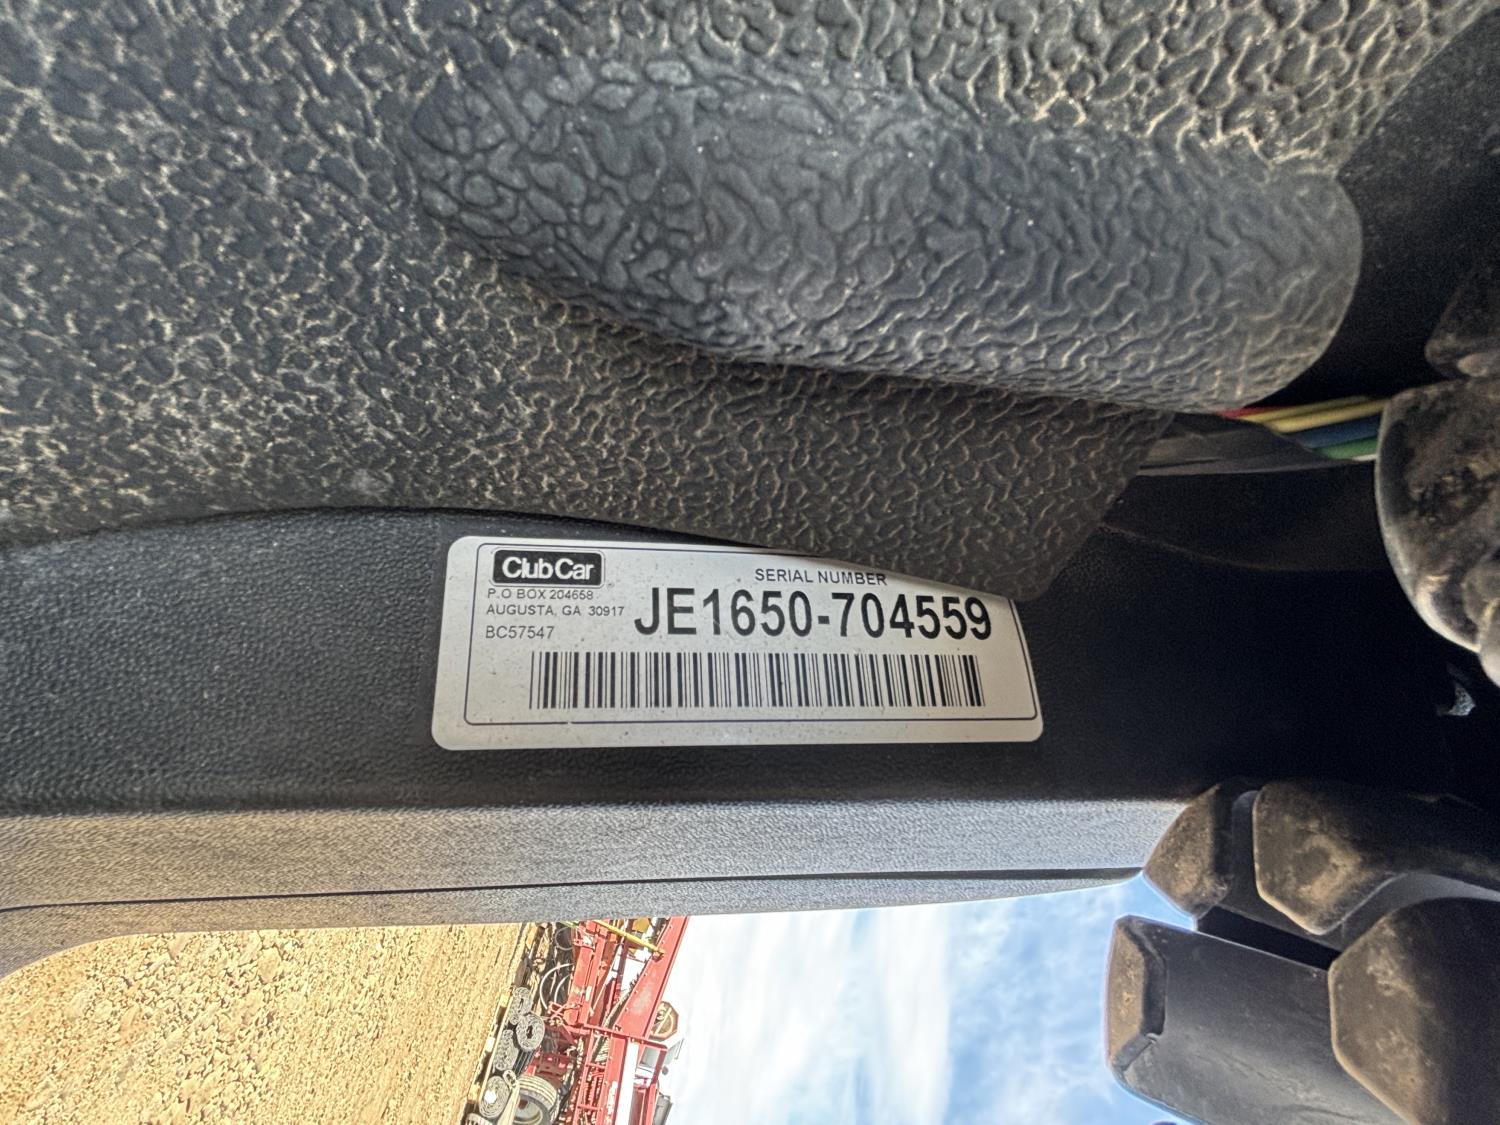 Club Car
P.O BOX 204658
AUGUSTA, GA 30917
BC57547
SERIAL NUMBER
JE1650-704559